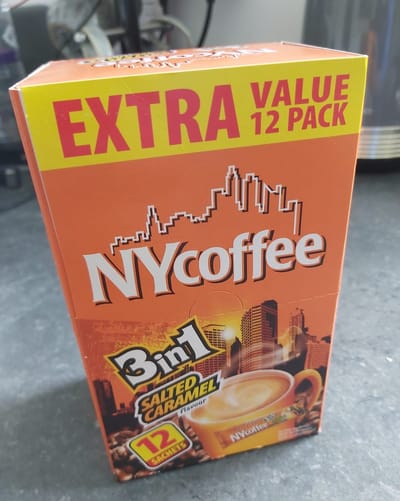 EXTRA VALUE
12 PACK
NYcoffee
3in1
SALTED
CARAMEL
flavour
12
SACHETS
NYcoffee